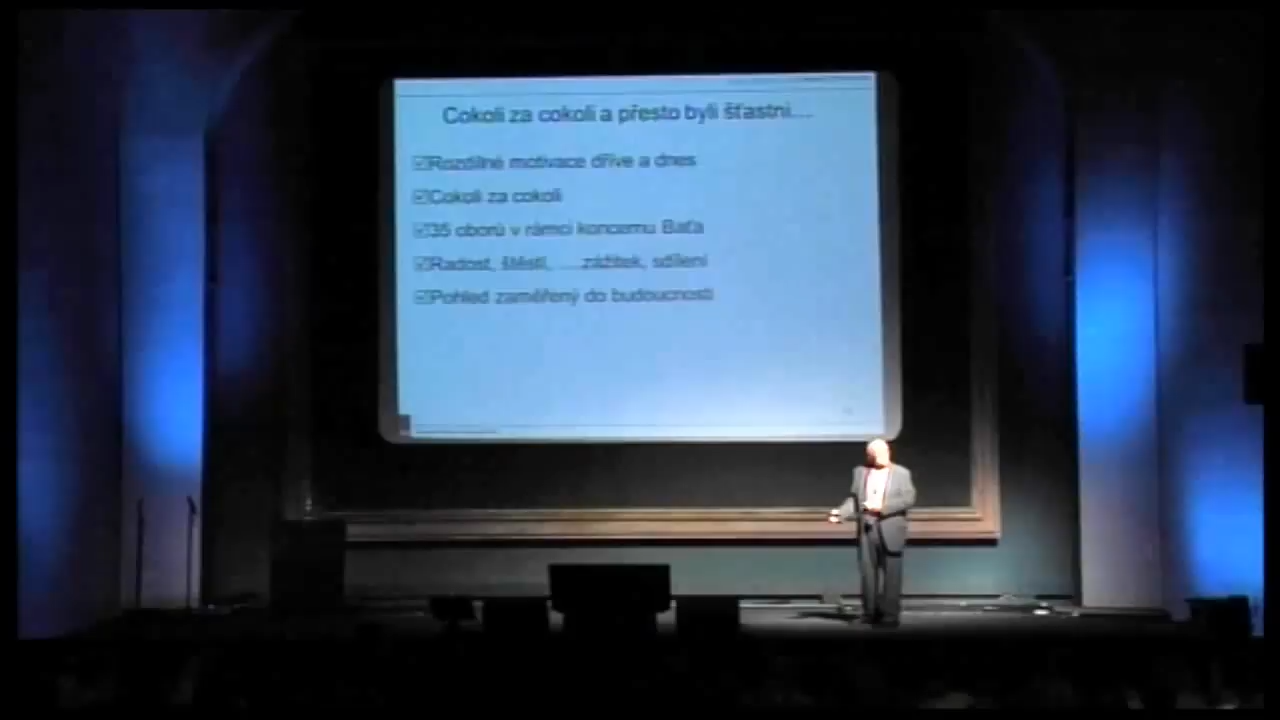 Cokoli za cokoli a přesto byli šťastni....
Rozdílné motivace dříve a dnes
Cokoli za cokoli
35 oborů v rámci koncernu Baťa
Radost, štěstí, ....zážitek, sdílení
Pohled zaměřený do budoucnosti